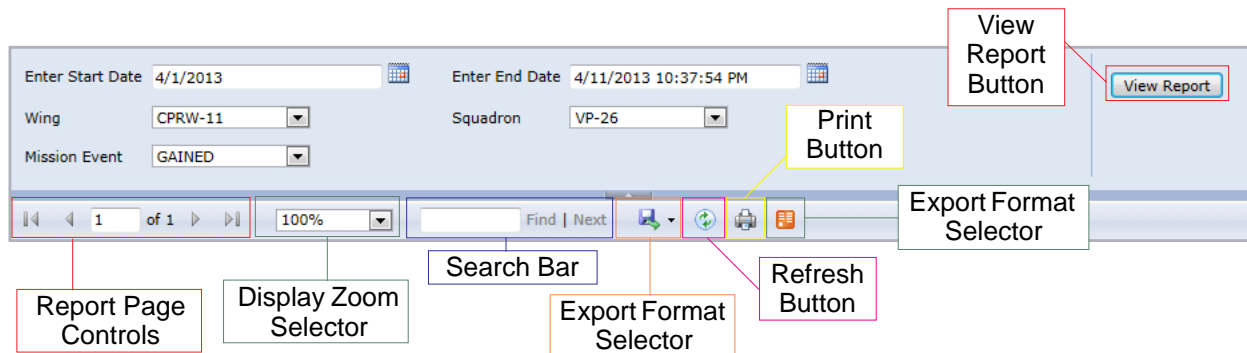 View
Report
Button
Enter Start Date 4/1/2013 Enter End Date 4/11/2013 10:37:54 PM View Report
Wing CPRW-11 Squadron VP-26
Print
Button
Mission Event GAINED
1 of 1 100% Find | Next
Export Format
Selector
Search Bar
Report Page
Controls
Display Zoom
Selector
Export Format
Selector
Refresh
Button